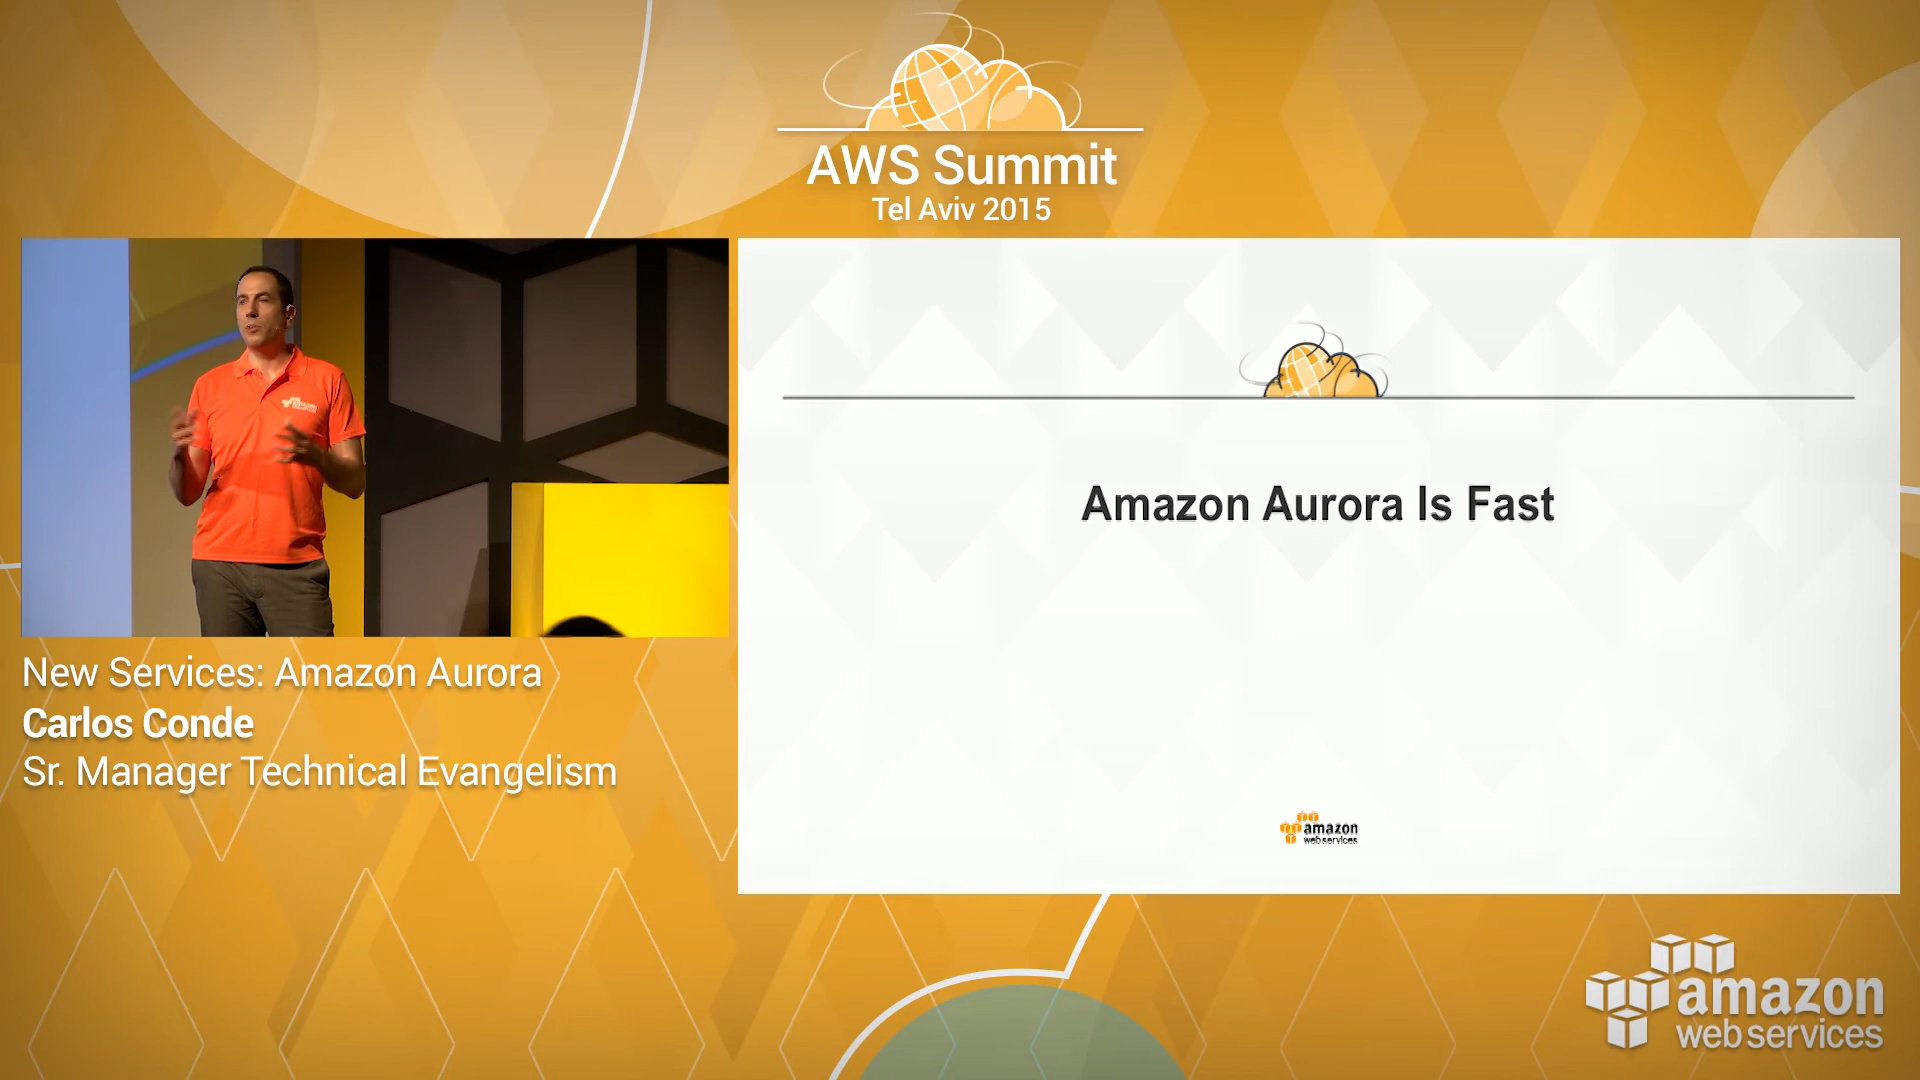 AWS Summit
Tel Aviv 2015
amazon
New Services: Amazon Aurora
Carlos Conde
Sr. Manager Technical Evangelism
Amazon Aurora Is Fast
amazon
web services
amazon
web services